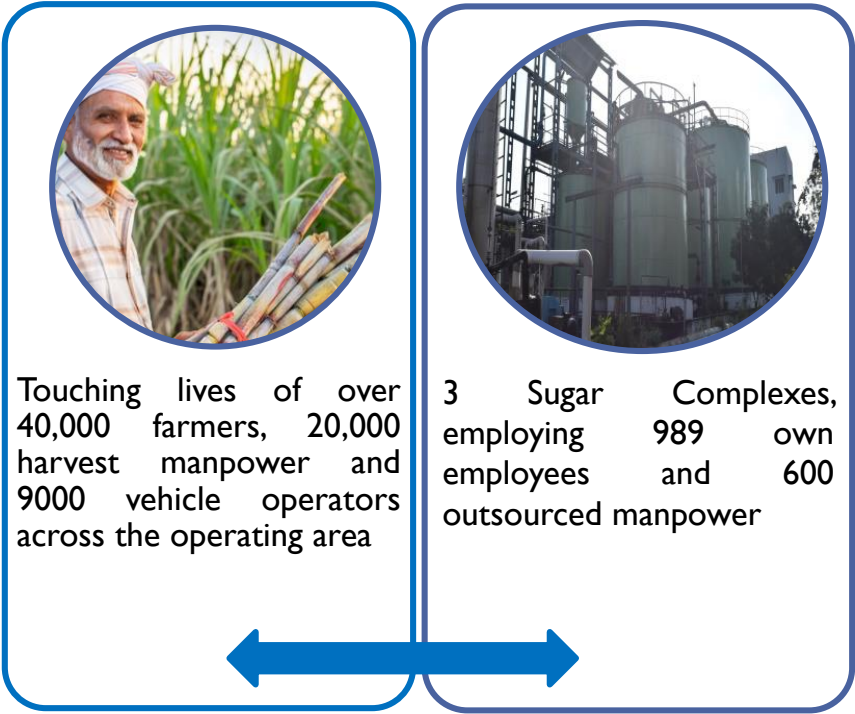 Touching lives of over
40,000 farmers, 20,000
harvest manpower and
9000 vehicle operators
across the operating area
3 Sugar Complexes,
employing 989 own
employees and 600
outsourced manpower